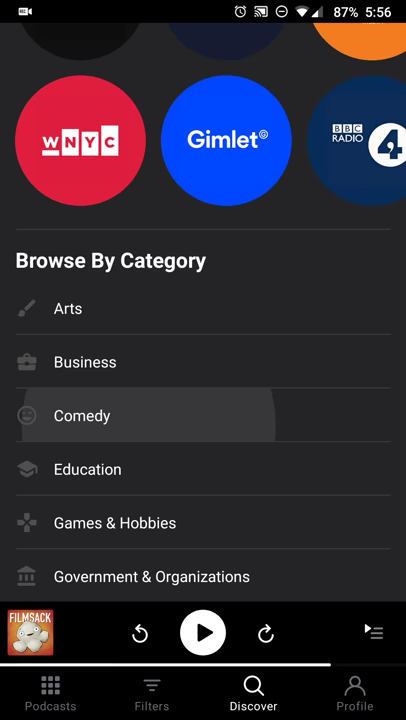 87% 5:56
WNYC
Gimlet
BBC
RADIO
4
Browse By Category
Arts
Business
Comedy
Education
Games & Hobbies
Government & Organizations
FILMSACK
Podcasts
Filters
Discover
Profile